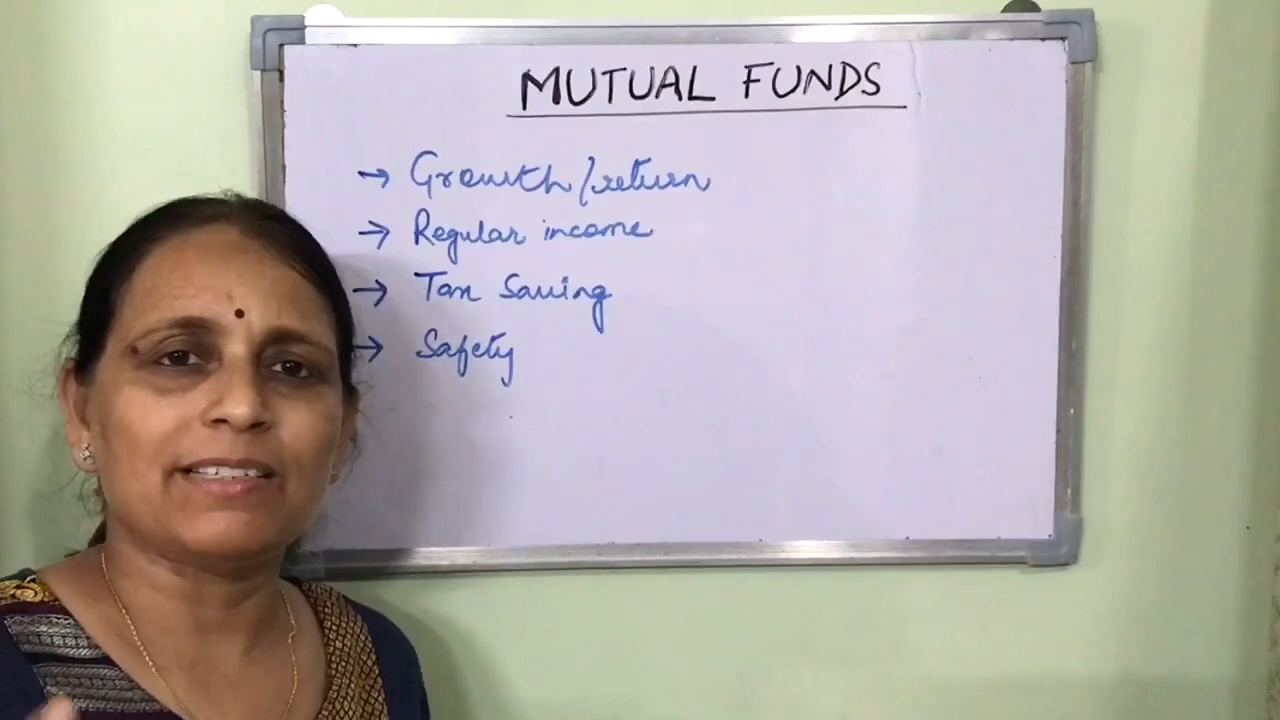 MUTUAL FUNDS
→ Growth/return
→ Regular income
→ Tax Saving
→ Safety